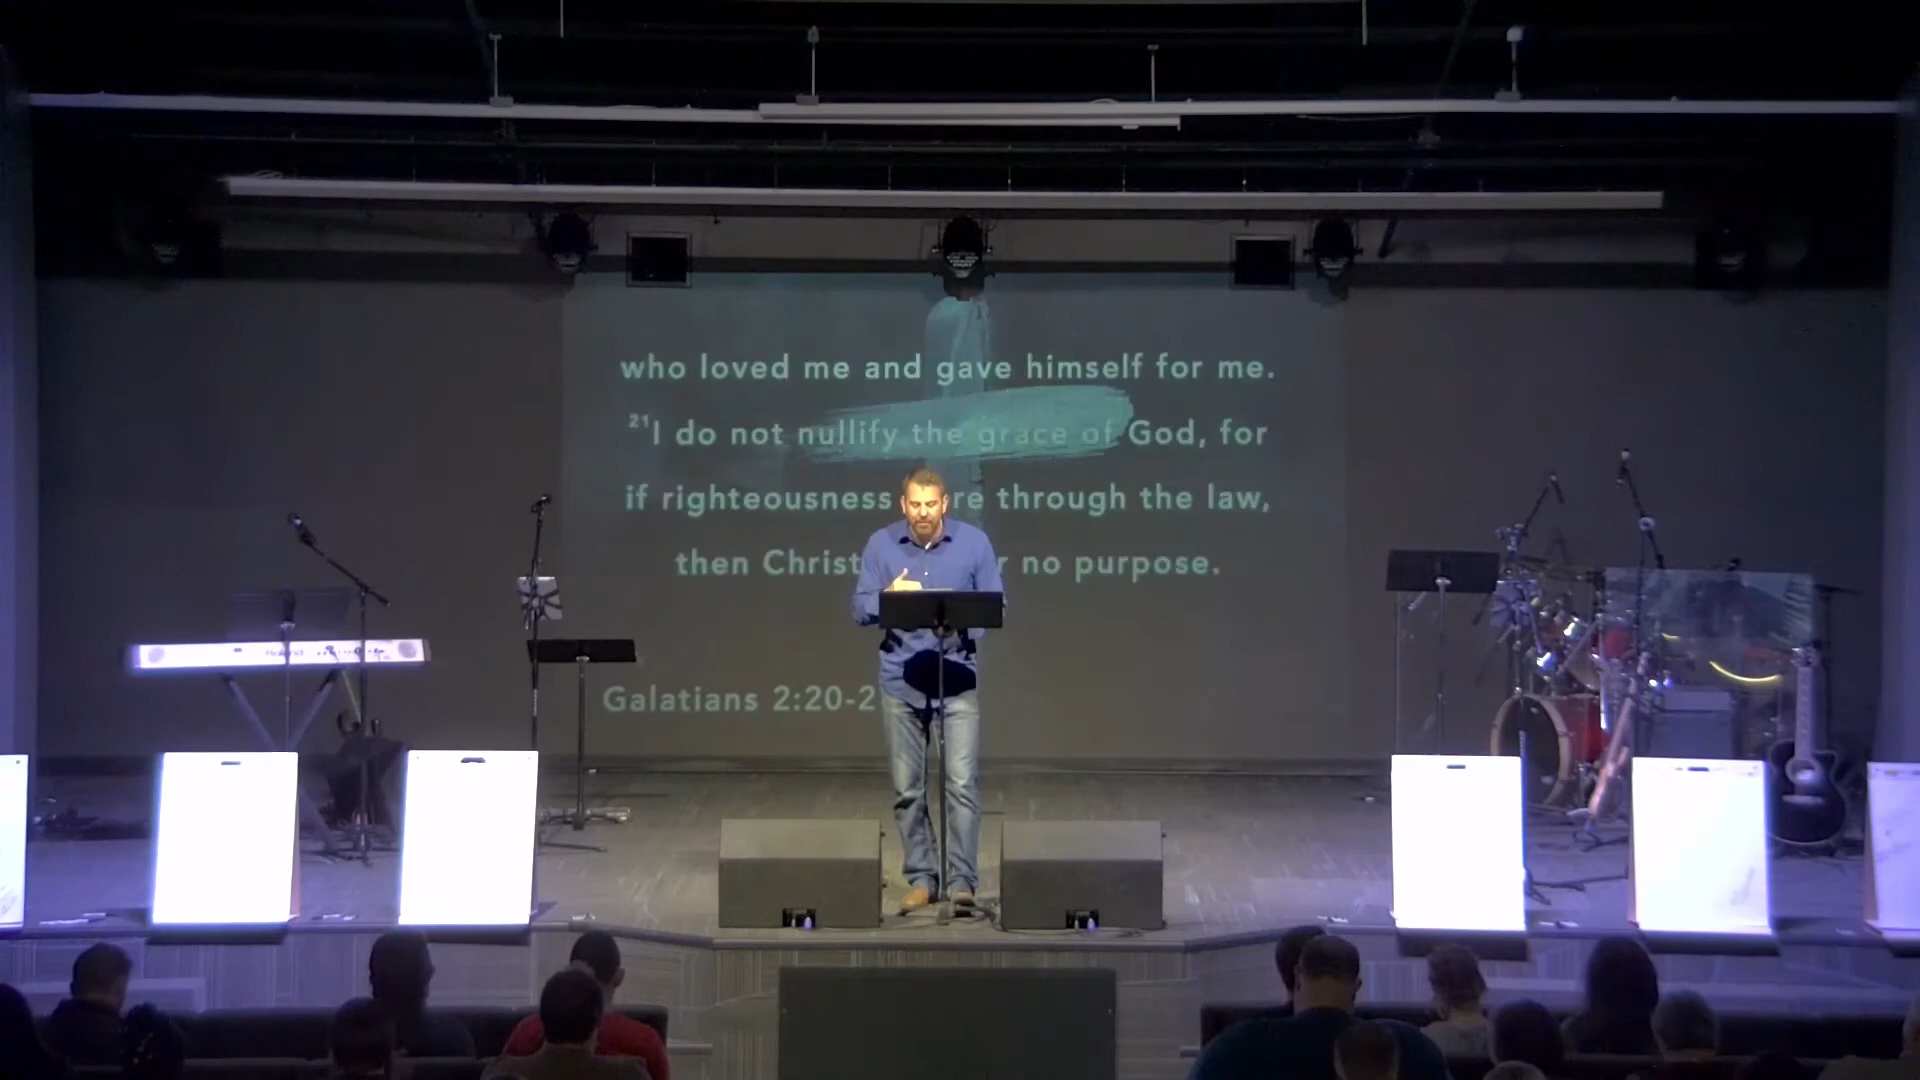 who loved me and gave himself for me.
21I do not nullify the grace of God, for
if righteousness through the law,
then Christ no purpose.
Galatians 2:20-2
Roland